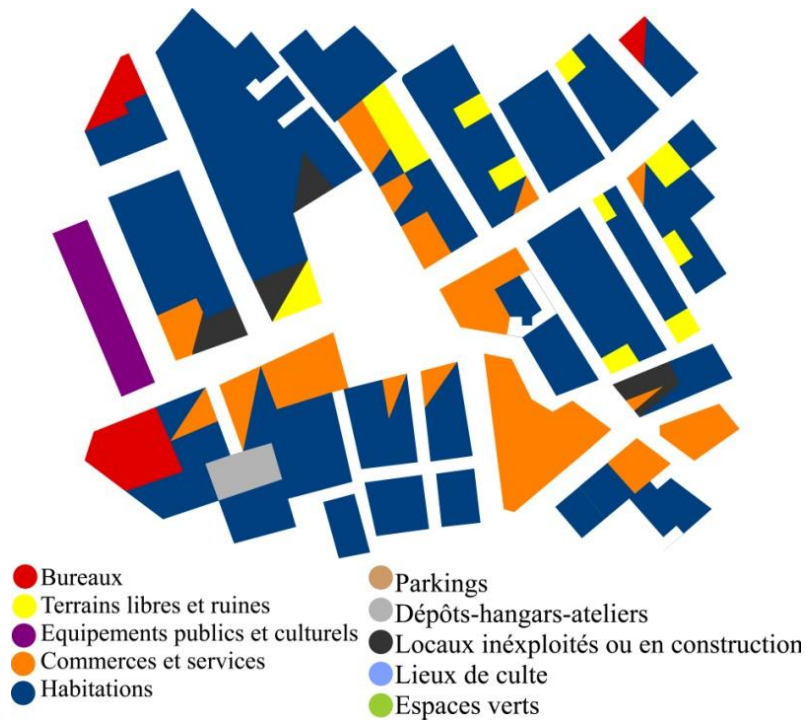 Bureaux
Terrains libres et ruines
Equipements publics et culturels
Commerces et services
Habitations
Parkings
Dépôts-hangars-ateliers
Locaux inéxploités ou en construction
Lieux de culte
Espaces verts